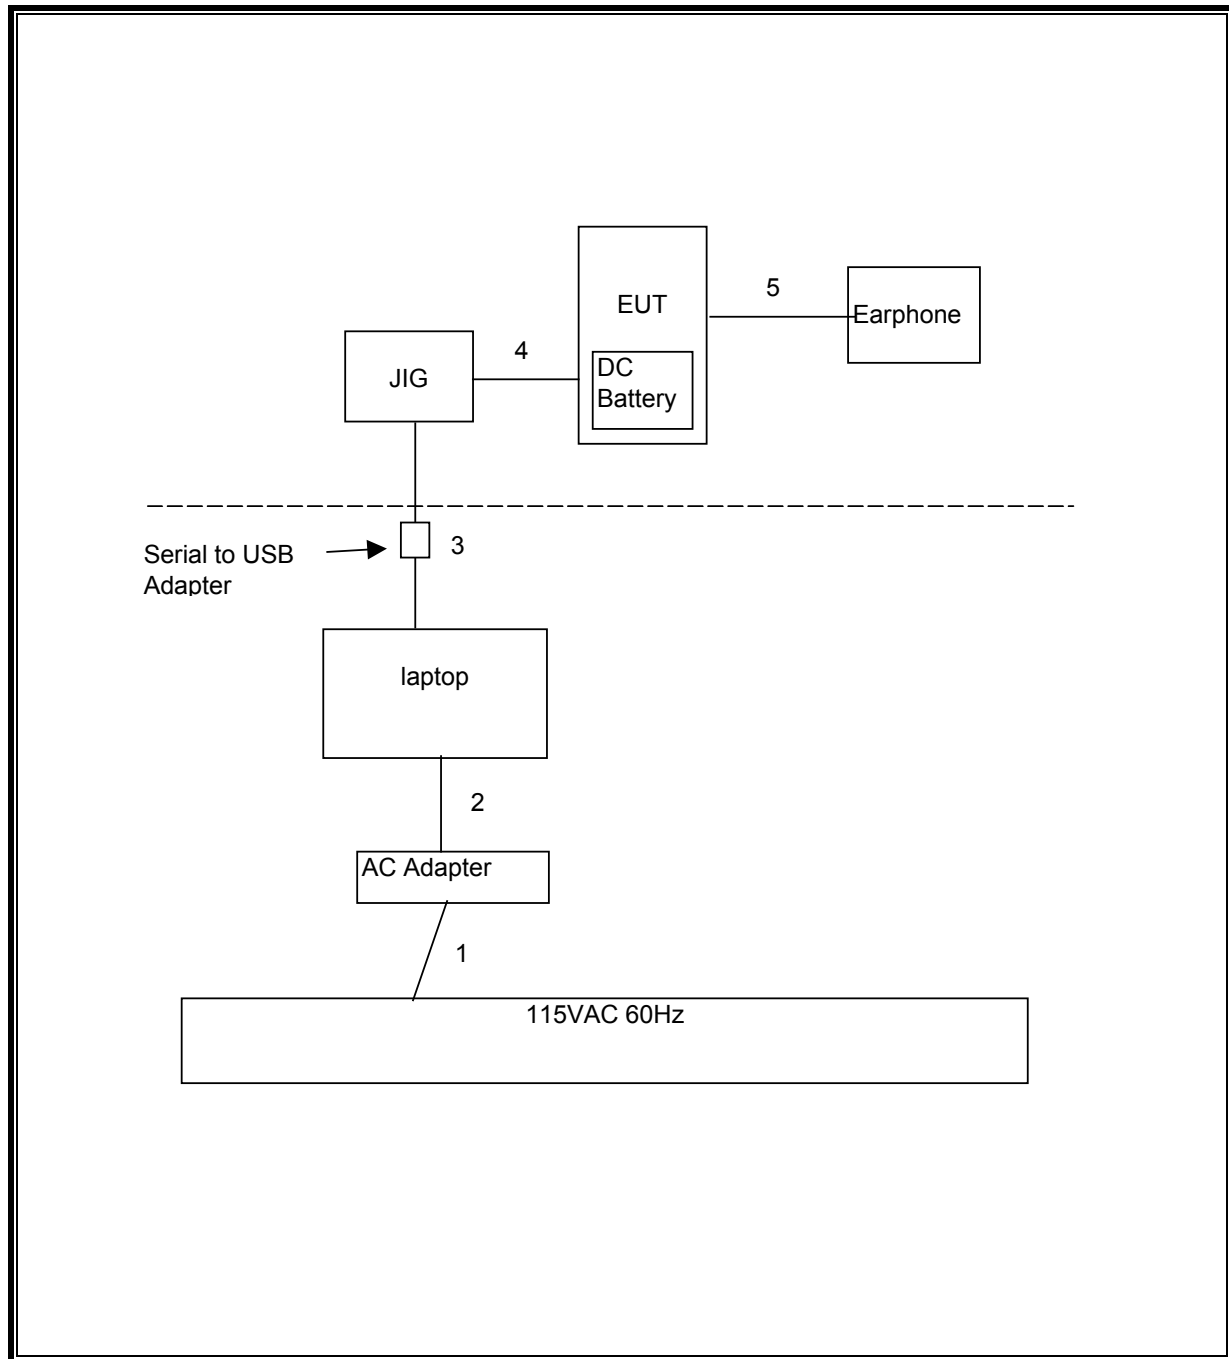 EUT
5
Earphone
4
JIG
DC
Battery
3
Serial to USB
Adapter
laptop
2
AC Adapter
1
115VAC 60Hz